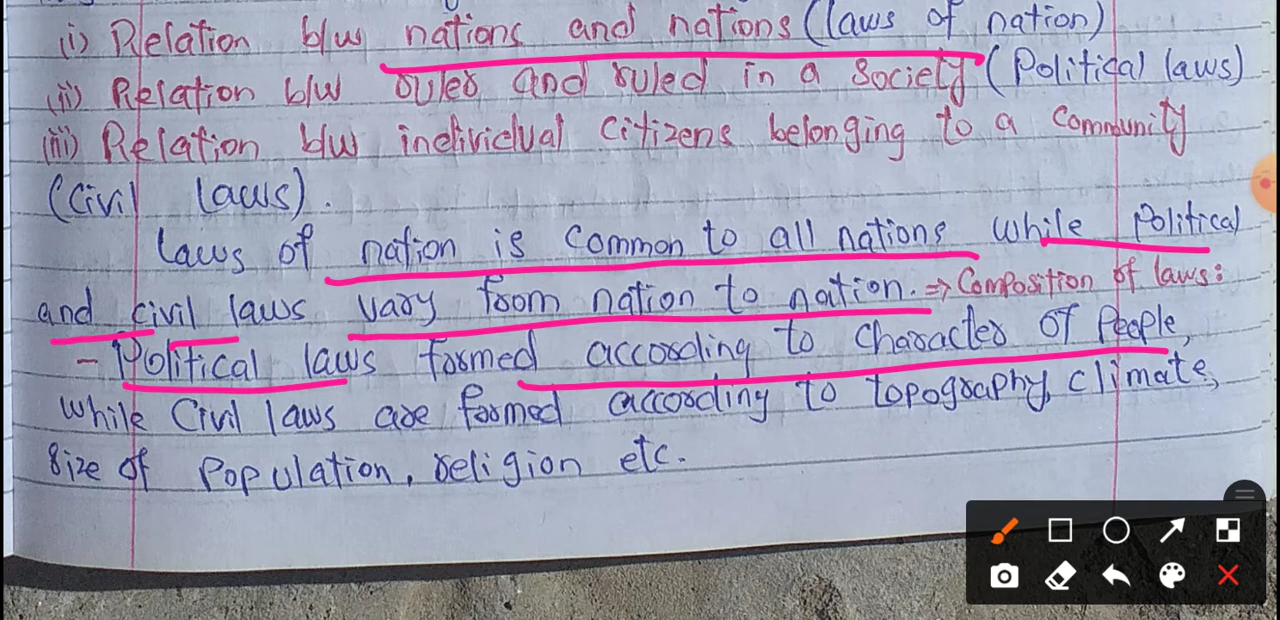 (i) Relation b/w nations and nations (laws of nation)
(ii) Relation b/w ruler and ruled in a society (Political laws)
(iii) Relation b/w individual citizens belonging to a community
(Civil laws).
laws of nation is common to all nations while Political
and civil laws vary from nation to nation. ⇒ Composition of laws:
- Political laws formed according to character of People,
while Civil laws are formed according to topography, climate,
Size of Population, religion etc.